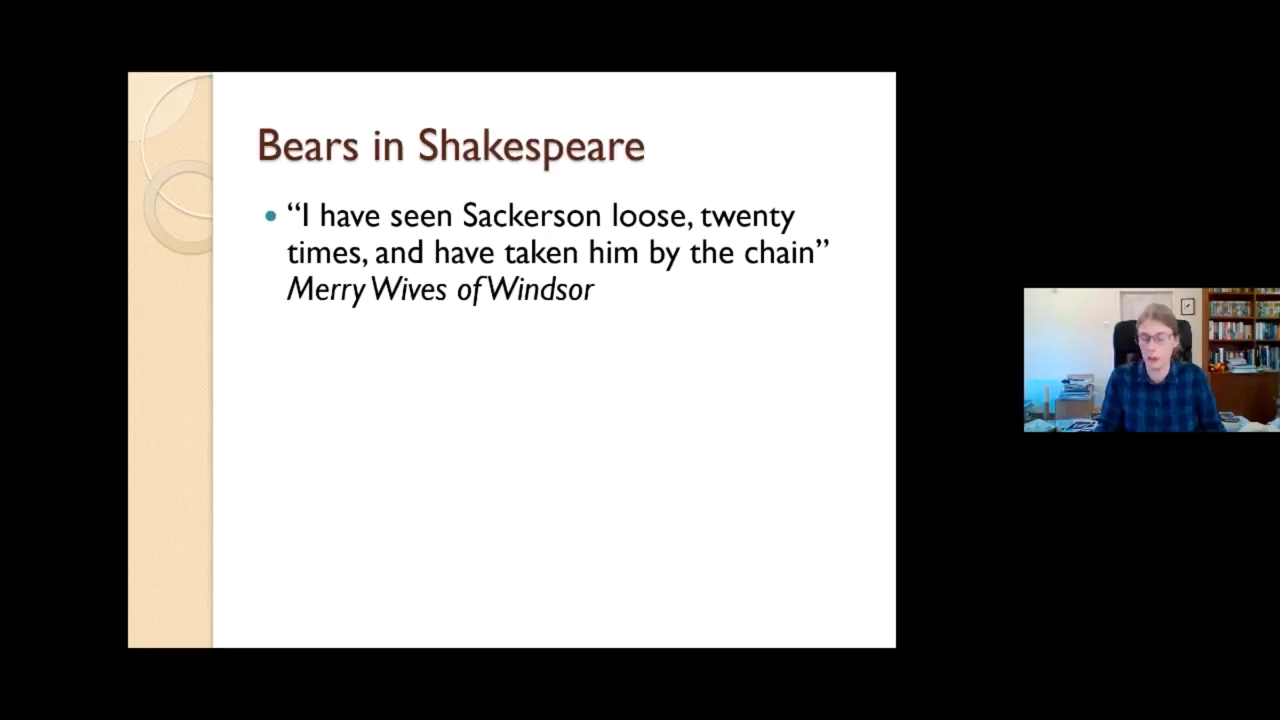 Bears in Shakespeare
• “I have seen Sackerson loose, twenty
times, and have taken him by the chain”
Merry Wives of Windsor